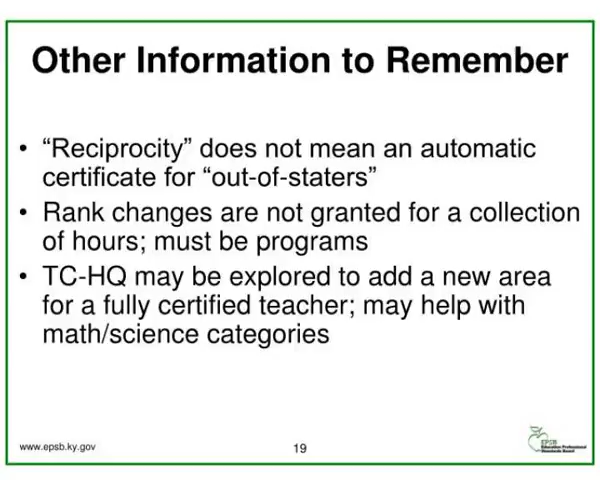 Other Information to Remember
• “Reciprocity” does not mean an automatic
certificate for “out-of-staters”
• Rank changes are not granted for a collection
of hours; must be programs
• TC-HQ may be explored to add a new area
for a fully certified teacher; may help with
math/science categories
www.epsb.ky.gov
19
EPSB
Education Professional
Standards Board